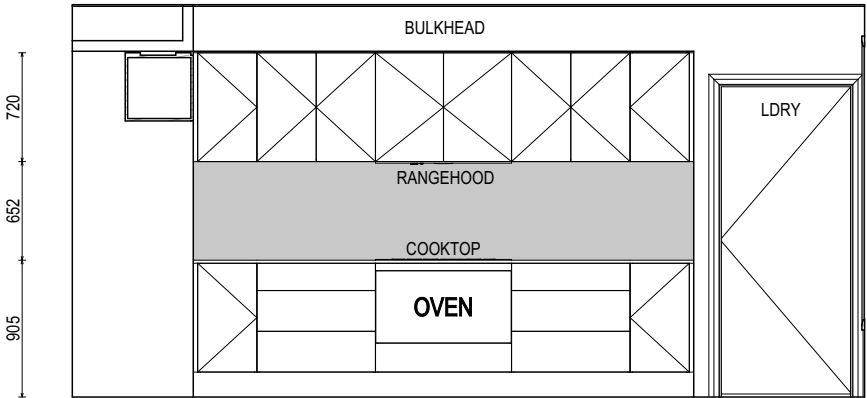 BULKHEAD
720
LDRY
RANGEHOOD
652
COOKTOP
OVEN
905